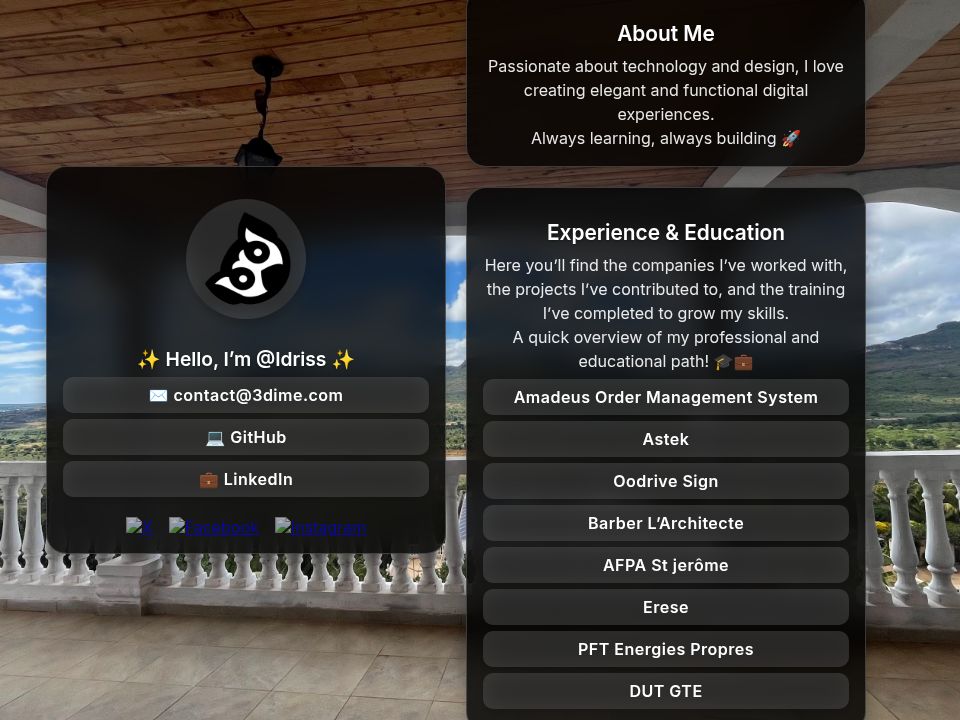 ✨ Hello, I’m @Idriss ✨
✉️ contact@3dime.com
💻 GitHub
💼 LinkedIn
X Facebook Instagram
About Me
Passionate about technology and design, I love
creating elegant and functional digital
experiences.
Always learning, always building 🚀
Experience & Education
Here you’ll find the companies I’ve worked with,
the projects I’ve contributed to, and the training
I’ve completed to grow my skills.
A quick overview of my professional and
educational path! 🎓💼
Amadeus Order Management System
Astek
Oodrive Sign
Barber L’Architecte
AFPA St jerôme
Erese
PFT Energies Propres
DUT GTE